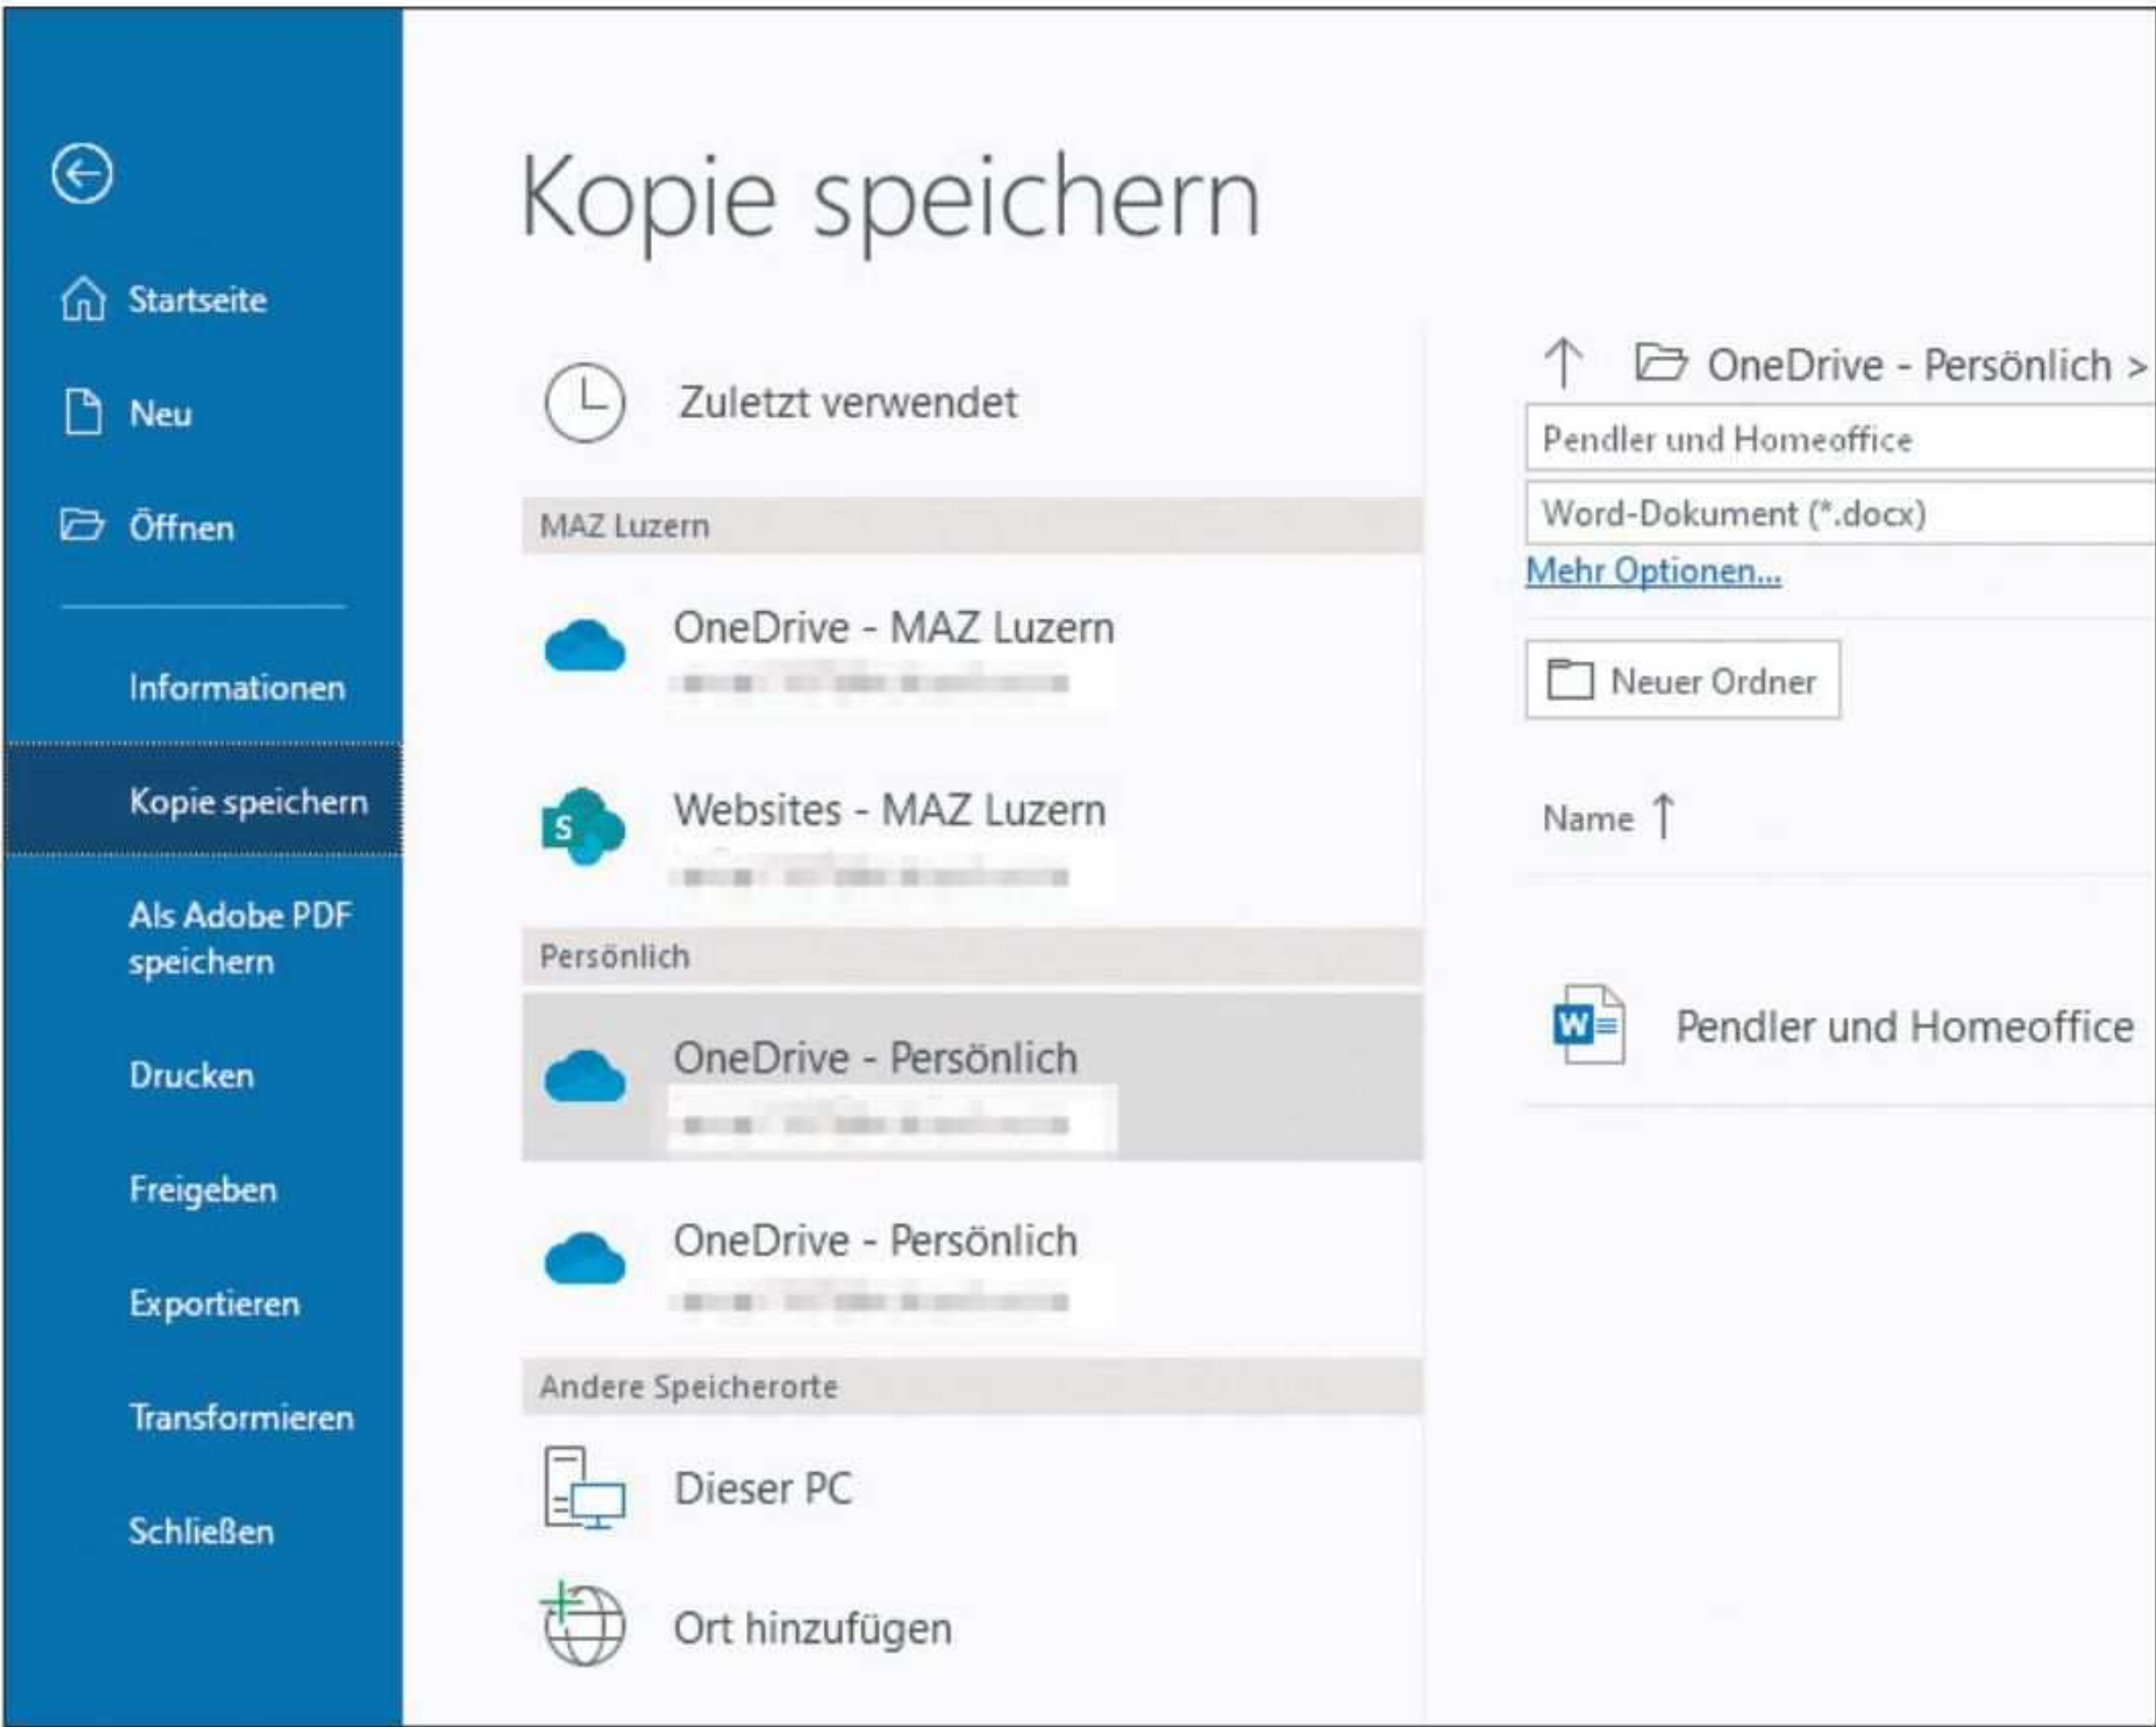 Kopie speichern
Startseite
Neu
Öffnen
Informationen
Kopie speichern
Als Adobe PDF
speichern
Drucken
Freigeben
Exportieren
Transformieren
Schließen
Zuletzt verwendet
MAZ Luzern
OneDrive - MAZ Luzern
S
Websites - MAZ Luzern
Persönlich
OneDrive - Persönlich
OneDrive - Persönlich
Andere Speicherorte
Dieser PC
Ort hinzufügen
OneDrive - Persönlich >
Pendler und Homeoffice
Word-Dokument (*.docx)
Mehr Optionen...
Neuer Ordner
Name ↑
W
Pendler und Homeoffice